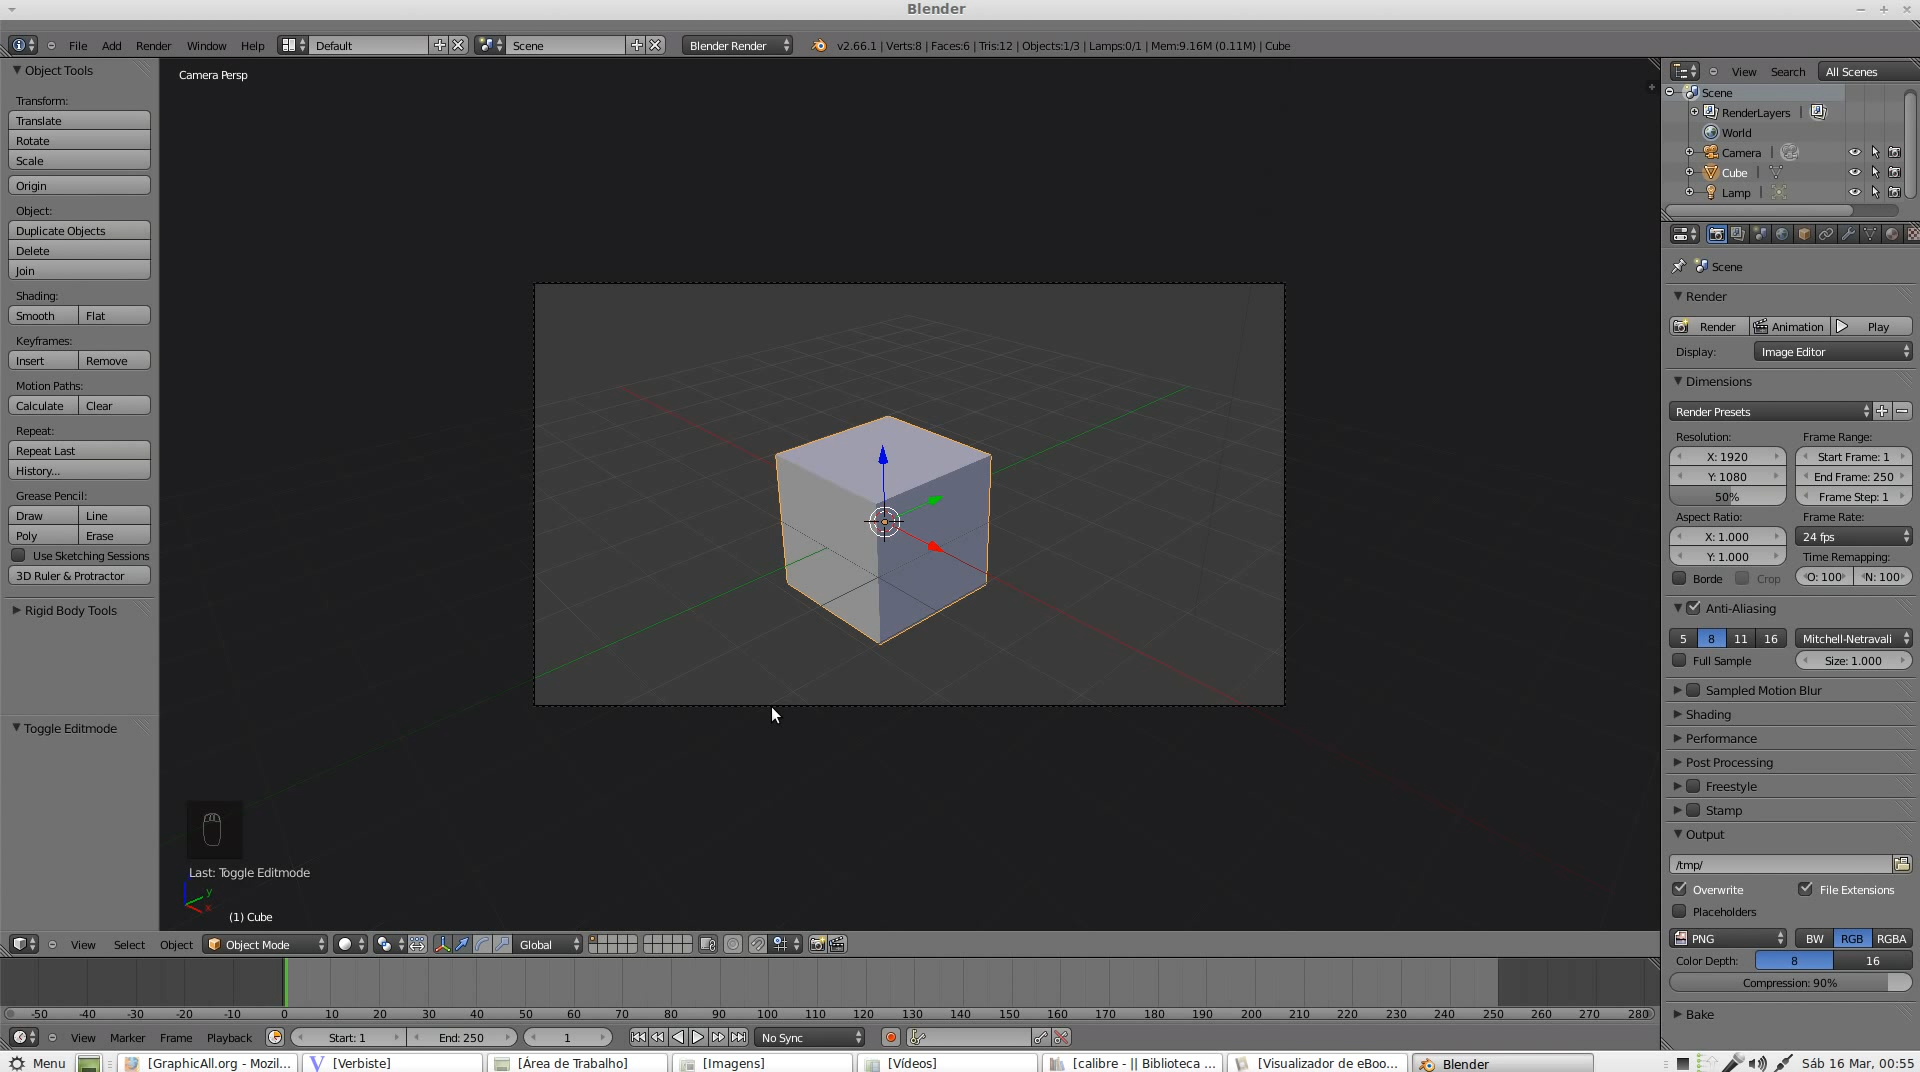 Blender
File Add Render Window Help Default Scene Blender Render v2.66.1 | Verts:8 | Faces:6 | Tris:12 | Objects:1/3 | Lamps:0/1 | Mem:9.16M (0.11M) | Cube
Object Tools
Transform:
Translate
Rotate
Scale
Origin
Object:
Duplicate Objects
Delete
Join
Shading:
Smooth Flat
Keyframes:
Insert Remove
Motion Paths:
Calculate Clear
Repeat:
Repeat Last
History...
Grease Pencil:
Draw Line
Poly Erase
Use Sketching Sessions
3D Ruler & Protractor
Rigid Body Tools
Toggle Editmode
Camera Persp
Last: Toggle Editmode
y
x
(1) Cube
View Search All Scenes
Scene
RenderLayers |
World
Camera |
Cube |
Lamp |
Scene
Render
Render Animation Play
Display: Image Editor
Dimensions
Render Presets
Resolution: Frame Range:
X: 1920 Start Frame: 1
Y: 1080 End Frame: 250
50% Frame Step: 1
Aspect Ratio: Frame Rate:
X: 1.000 24 fps
Y: 1.000 Time Remapping:
Borde Crop O: 100 N: 100
Anti-Aliasing
5 8 11 16 Mitchell-Netravali
Full Sample Size: 1.000
Sampled Motion Blur
Shading
Performance
Post Processing
Freestyle
Stamp
Output
/tmp/
Overwrite File Extensions
Placeholders
PNG BW RGB RGBA
Color Depth: 8 16
Compression: 90%
Bake
View Select Object Object Mode Global
-50 -40 -30 -20 -10 0 10 20 30 40 50 60 70 80 90 100 110 120 130 140 150 160 170 180 190 200 210 220 230 240 250 260 270 280
View Marker Frame Playback Start: 1 End: 250 1 No Sync
Menu [GraphicAll.org - Mozil... [Verbiste] [Área de Trabalho] [Imagens] [Vídeos] [calibre - || Biblioteca ... [Visualizador de eBoo... Blender Sáb 16 Mar, 00:55